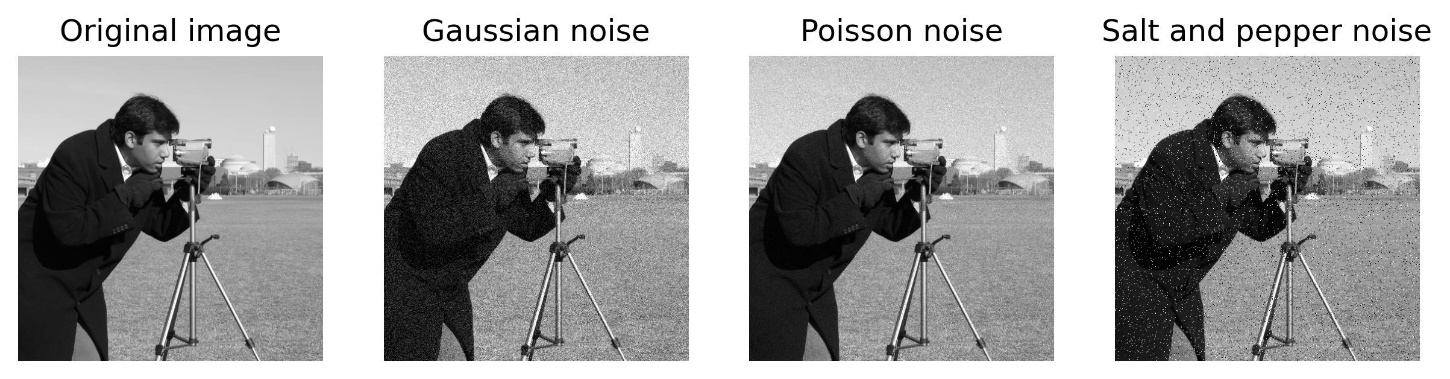 Original image
Gaussian noise
Poisson noise
Salt and pepper noise